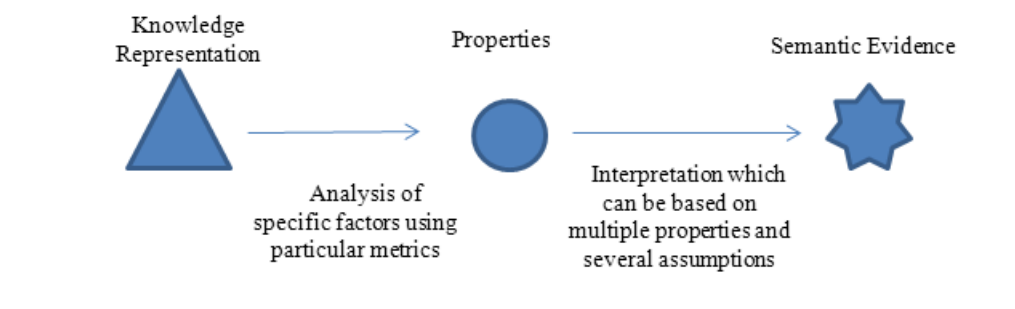 Knowledge
Representation
Properties
Semantic Evidence
Analysis of
specific factors using
particular metrics
Interpretation which
can be based on
multiple properties and
several assumptions